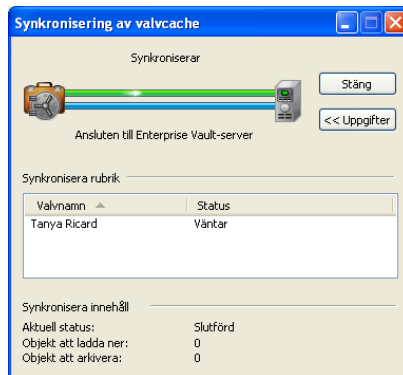 Synkronisering av valvcache
Synkroniserar
Stäng
Ansluten till Enterprise Vault-server
<< Uppgifter
Synkronisera rubrik
Valvnamn Status
Tanya Ricard Väntar
Synkronisera innehåll
Aktuell status: Slutförd
Objekt att ladda ner: 0
Objekt att arkivera: 0